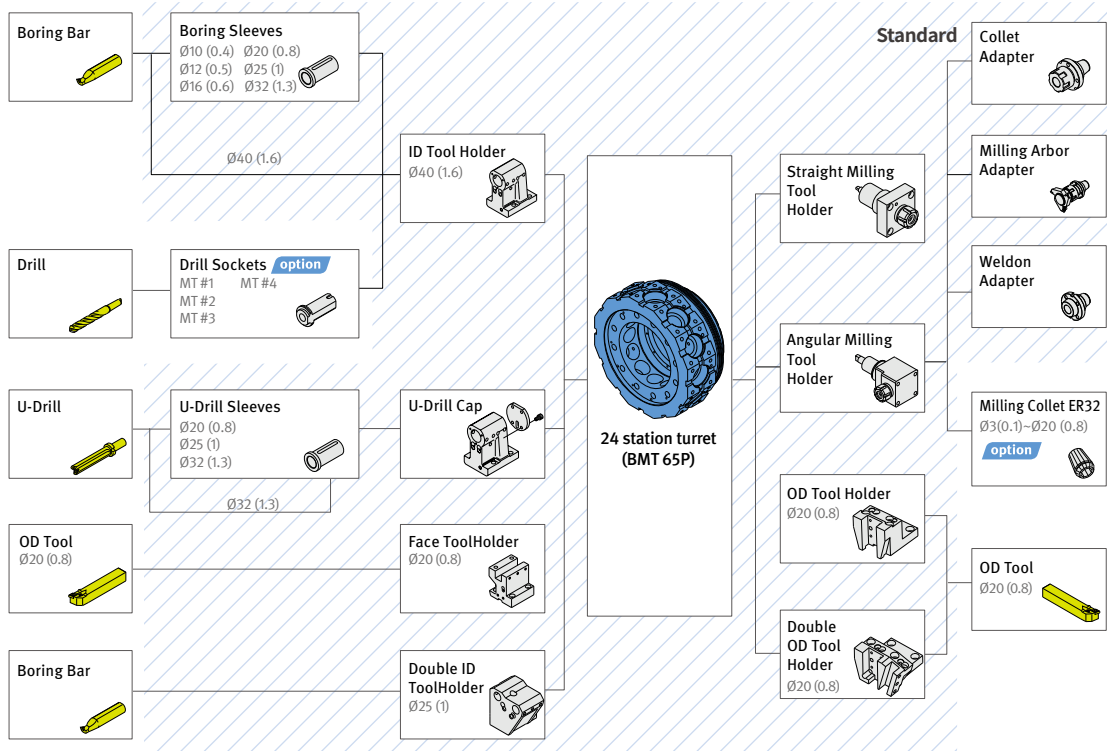 Boring Bar
Boring Sleeves
Ø10 (0.4) Ø20 (0.8)
Ø12 (0.5) Ø25 (1)
Ø16 (0.6) Ø32 (1.3)
Ø40 (1.6)
ID Tool Holder
Ø40 (1.6)
Drill
Drill Sockets option
MT #1 MT #4
MT #2
MT #3
U-Drill
U-Drill Sleeves
Ø20 (0.8)
Ø25 (1)
Ø32 (1.3)
Ø32 (1.3)
U-Drill Cap
OD Tool
Ø20 (0.8)
Face ToolHolder
Ø20 (0.8)
Boring Bar
Double ID
ToolHolder
Ø25 (1)
24 station turret
(BMT 65P)
Standard
Straight Milling
Tool
Holder
Angular Milling
Tool
Holder
OD Tool Holder
Ø20 (0.8)
Double
OD Tool
Holder
Ø20 (0.8)
Collet
Adapter
Milling Arbor
Adapter
Weldon
Adapter
Milling Collet ER32
Ø3(0.1)~Ø20 (0.8)
option
OD Tool
Ø20 (0.8)